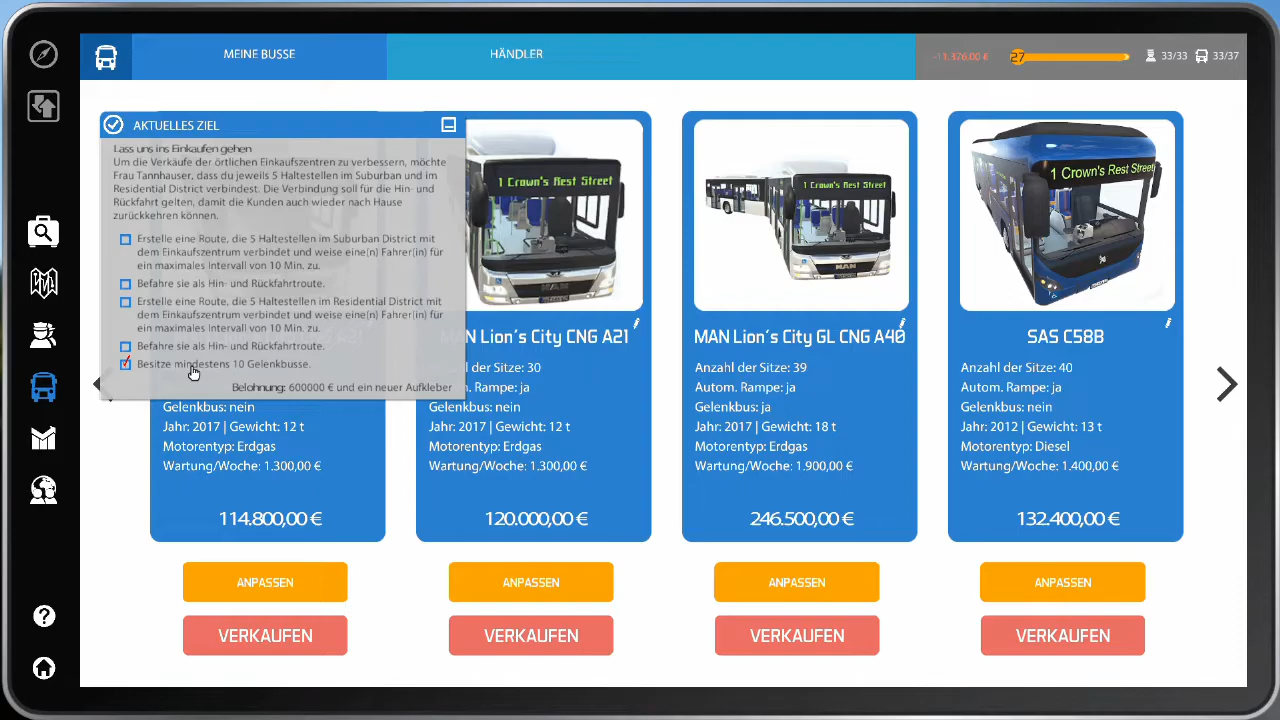 MEINE BUSSE
HÄNDLER
-11.376,00 €
27
33/33
33/37
AKTUELLES ZIEL
Lass uns ins Einkaufen gehen
Um die Verkäufe der örtlichen Einkaufszentren zu verbessern, möchte
Frau Tannhauser, dass du jeweils 5 Haltestellen im Suburban und im
Residential District verbindest. Die Verbindung soll für die Hin- und
Rückfahrt gelten, damit die Kunden auch wieder nach Hause
zurückkehren können.
Erstelle eine Route, die 5 Haltestellen im Suburban District mit
dem Einkaufszentrum verbindet und weise eine(n) Fahrer(in) für
ein maximales Intervall von 10 Min. zu.
Befahre sie als Hin- und Rückfahrtroute.
Erstelle eine Route, die 5 Haltestellen im Residential District mit
dem Einkaufszentrum verbindet und weise eine(n) Fahrer(in) für
ein maximales Intervall von 10 Min. zu.
Befahre sie als Hin- und Rückfahrtroute.
Besitze mindestens 10 Gelenkbusse.
Belohnung: 600000 € und ein neuer Aufkleber
Gelenkbus: nein
Jahr: 2017 | Gewicht: 12 t
Motorentyp: Erdgas
Wartung/Woche: 1.300,00 €
114.800,00 €
ANPASSEN
VERKAUFEN
1 Crown's Rest Street
MAN Lion´s City CNG A21
Anzahl der Sitze: 30
Autom. Rampe: ja
Gelenkbus: nein
Jahr: 2017 | Gewicht: 12 t
Motorentyp: Erdgas
Wartung/Woche: 1.300,00 €
120.000,00 €
ANPASSEN
VERKAUFEN
1 Crown's Rest Street
MAN
MAN Lion´s City GL CNG A40
Anzahl der Sitze: 39
Autom. Rampe: ja
Gelenkbus: ja
Jahr: 2017 | Gewicht: 18 t
Motorentyp: Erdgas
Wartung/Woche: 1.900,00 €
246.500,00 €
ANPASSEN
VERKAUFEN
1 Crown's Rest Street
SAS C58B
Anzahl der Sitze: 40
Autom. Rampe: ja
Gelenkbus: nein
Jahr: 2012 | Gewicht: 13 t
Motorentyp: Diesel
Wartung/Woche: 1.400,00 €
132.400,00 €
ANPASSEN
VERKAUFEN